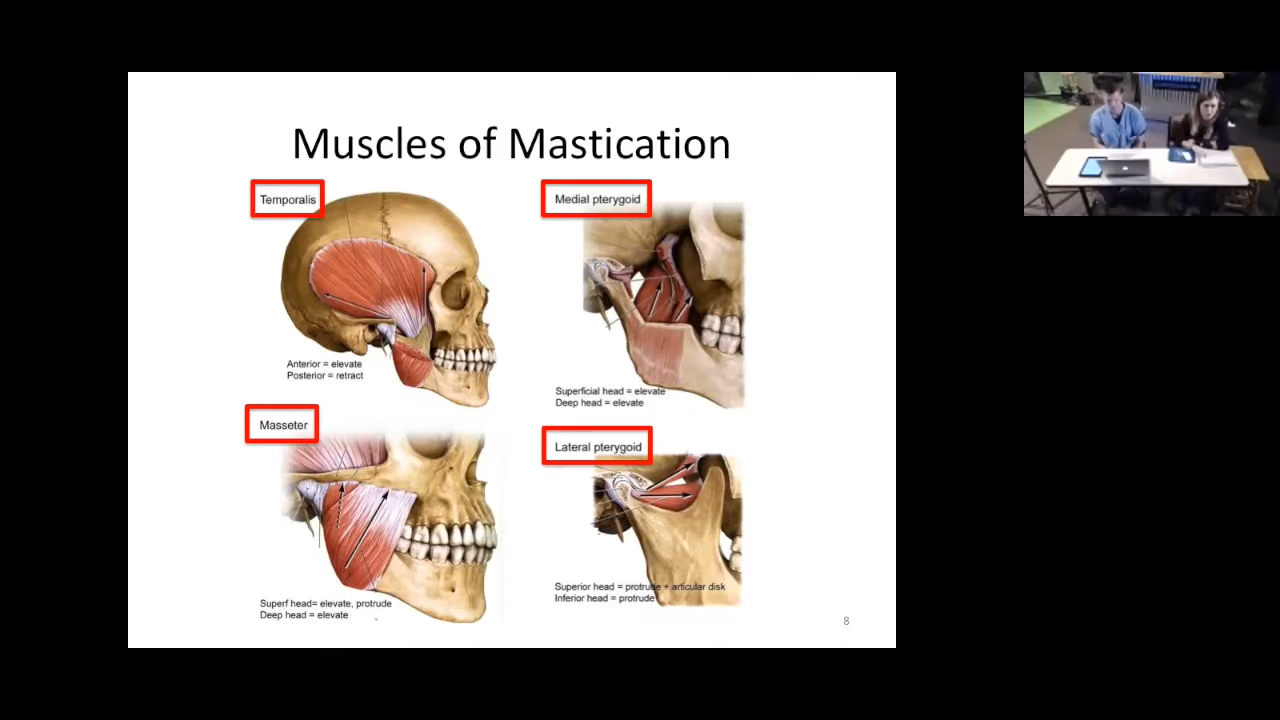 Muscles of Mastication
Temporalis
Anterior = elevate
Posterior = retract
Medial pterygoid
Superficial head = elevate
Deep head = elevate
Masseter
Superf head= elevate, protrude
Deep head = elevate
Lateral pterygoid
Superior head = protrude + articular disk
Inferior head = protrude
8